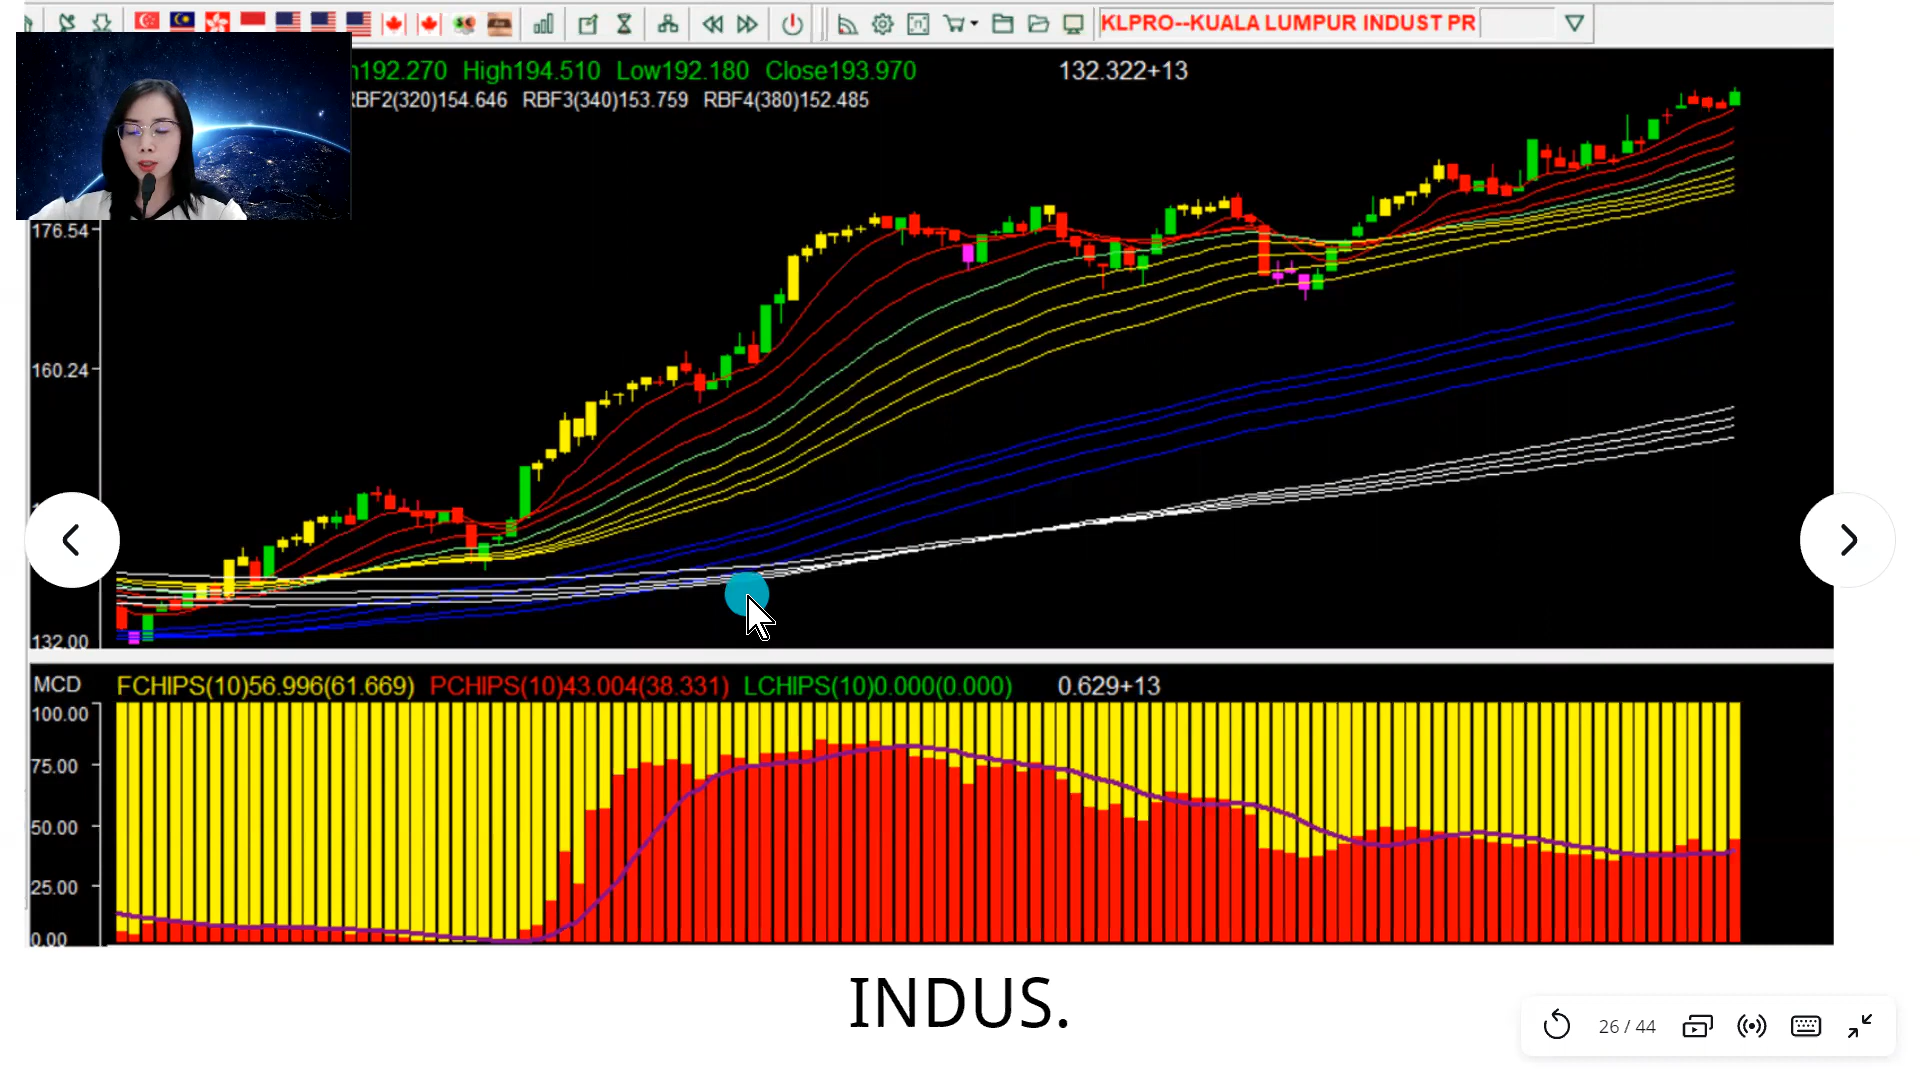 KLPRO--KUALA LUMPUR INDUST PR
192.270 High194.510 Low192.180 Close193.970 132.322+13
RBF2(320)154.646 RBF3(340)153.759 RBF4(380)152.485
176.54
160.24
132.00
MCD FCHIPS(10)56.996(61.669) PCHIPS(10)43.004(38.331) LCHIPS(10)0.000(0.000) 0.629+13
100.00
75.00
50.00
25.00
0.00
INDUS.
26 / 44